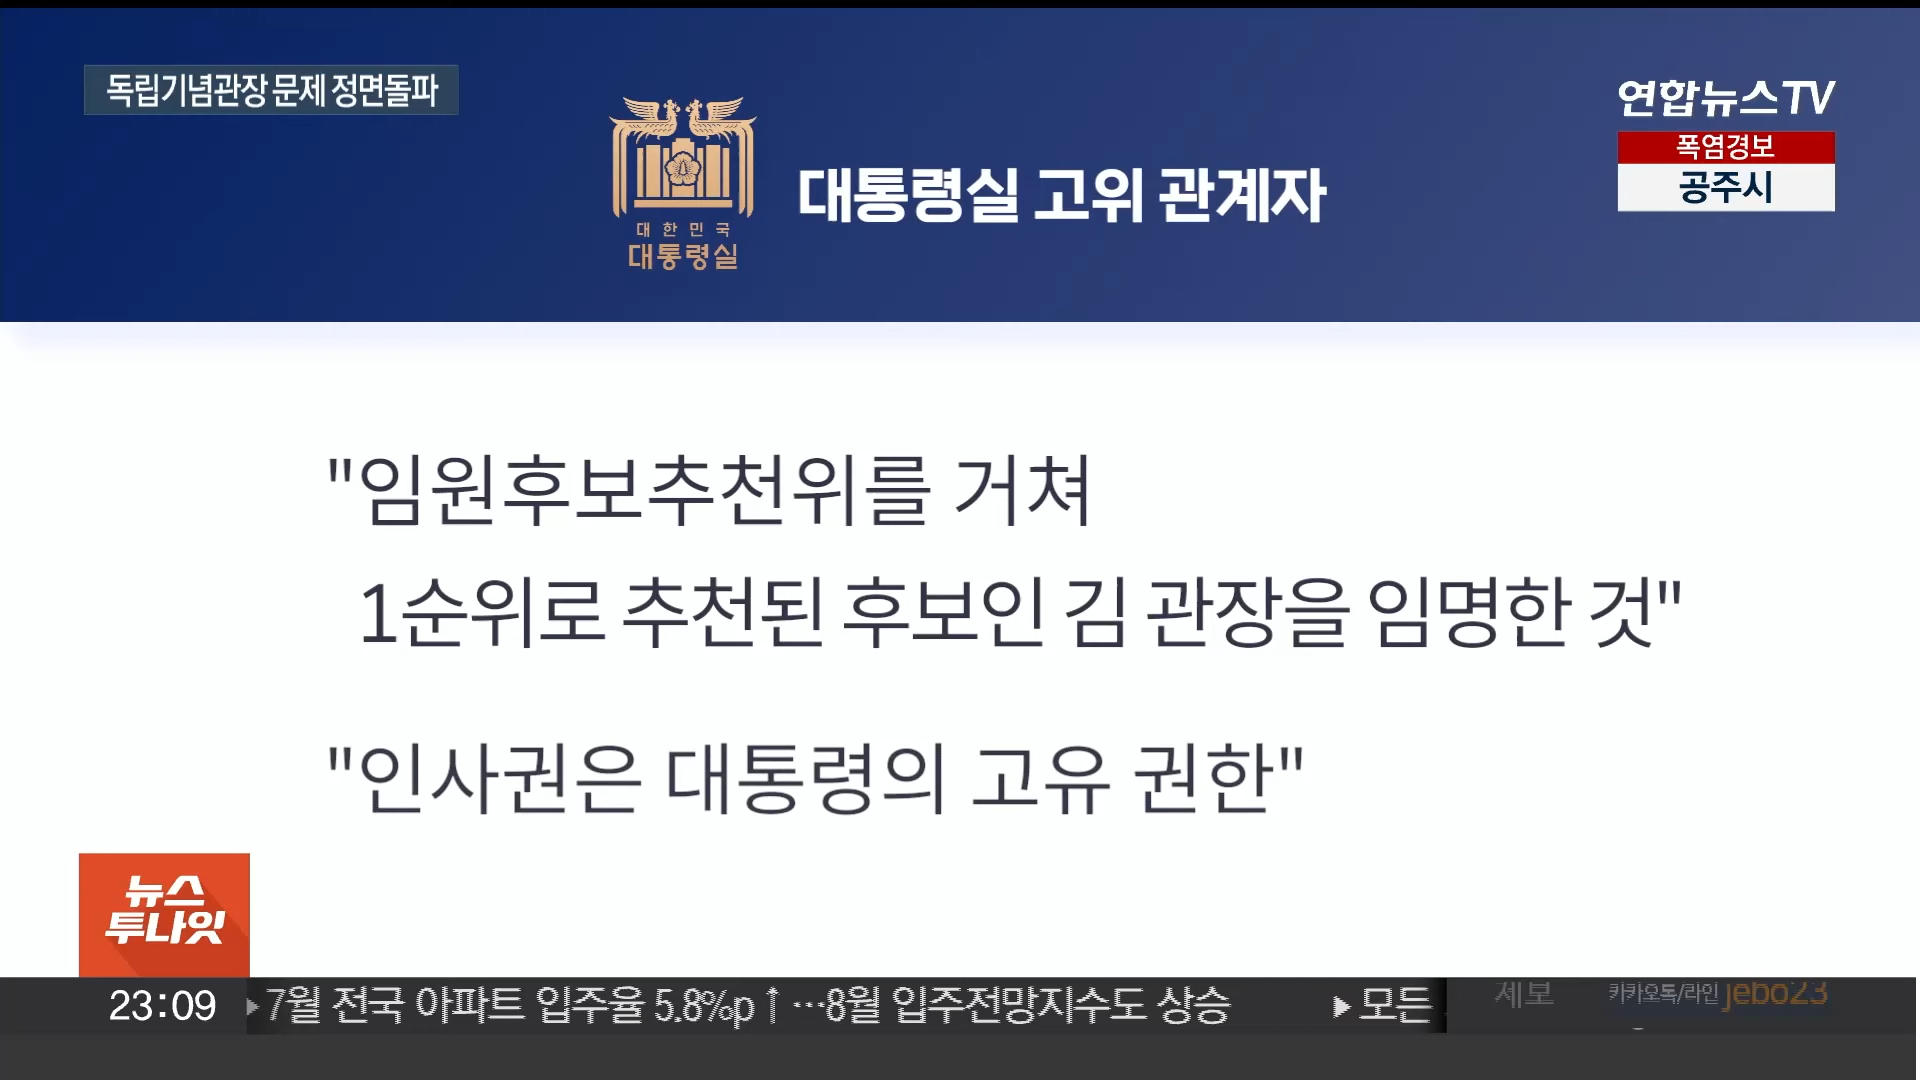 독립기념관장 문제 정면돌파
연합뉴스TV
폭염경보
공주시
대한민국
대통령실
대통령실 고위 관계자
"임원후보추천위를 거쳐
1순위로 추천된 후보인 김 관장을 임명한 것"
"인사권은 대통령의 고유 권한"
뉴스
투나잇
23:09 ▶7월 전국 아파트 입주율 5.8%p↑…8월 입주전망지수도 상승 ▶모든
제보 카카오톡/라인 jebo23